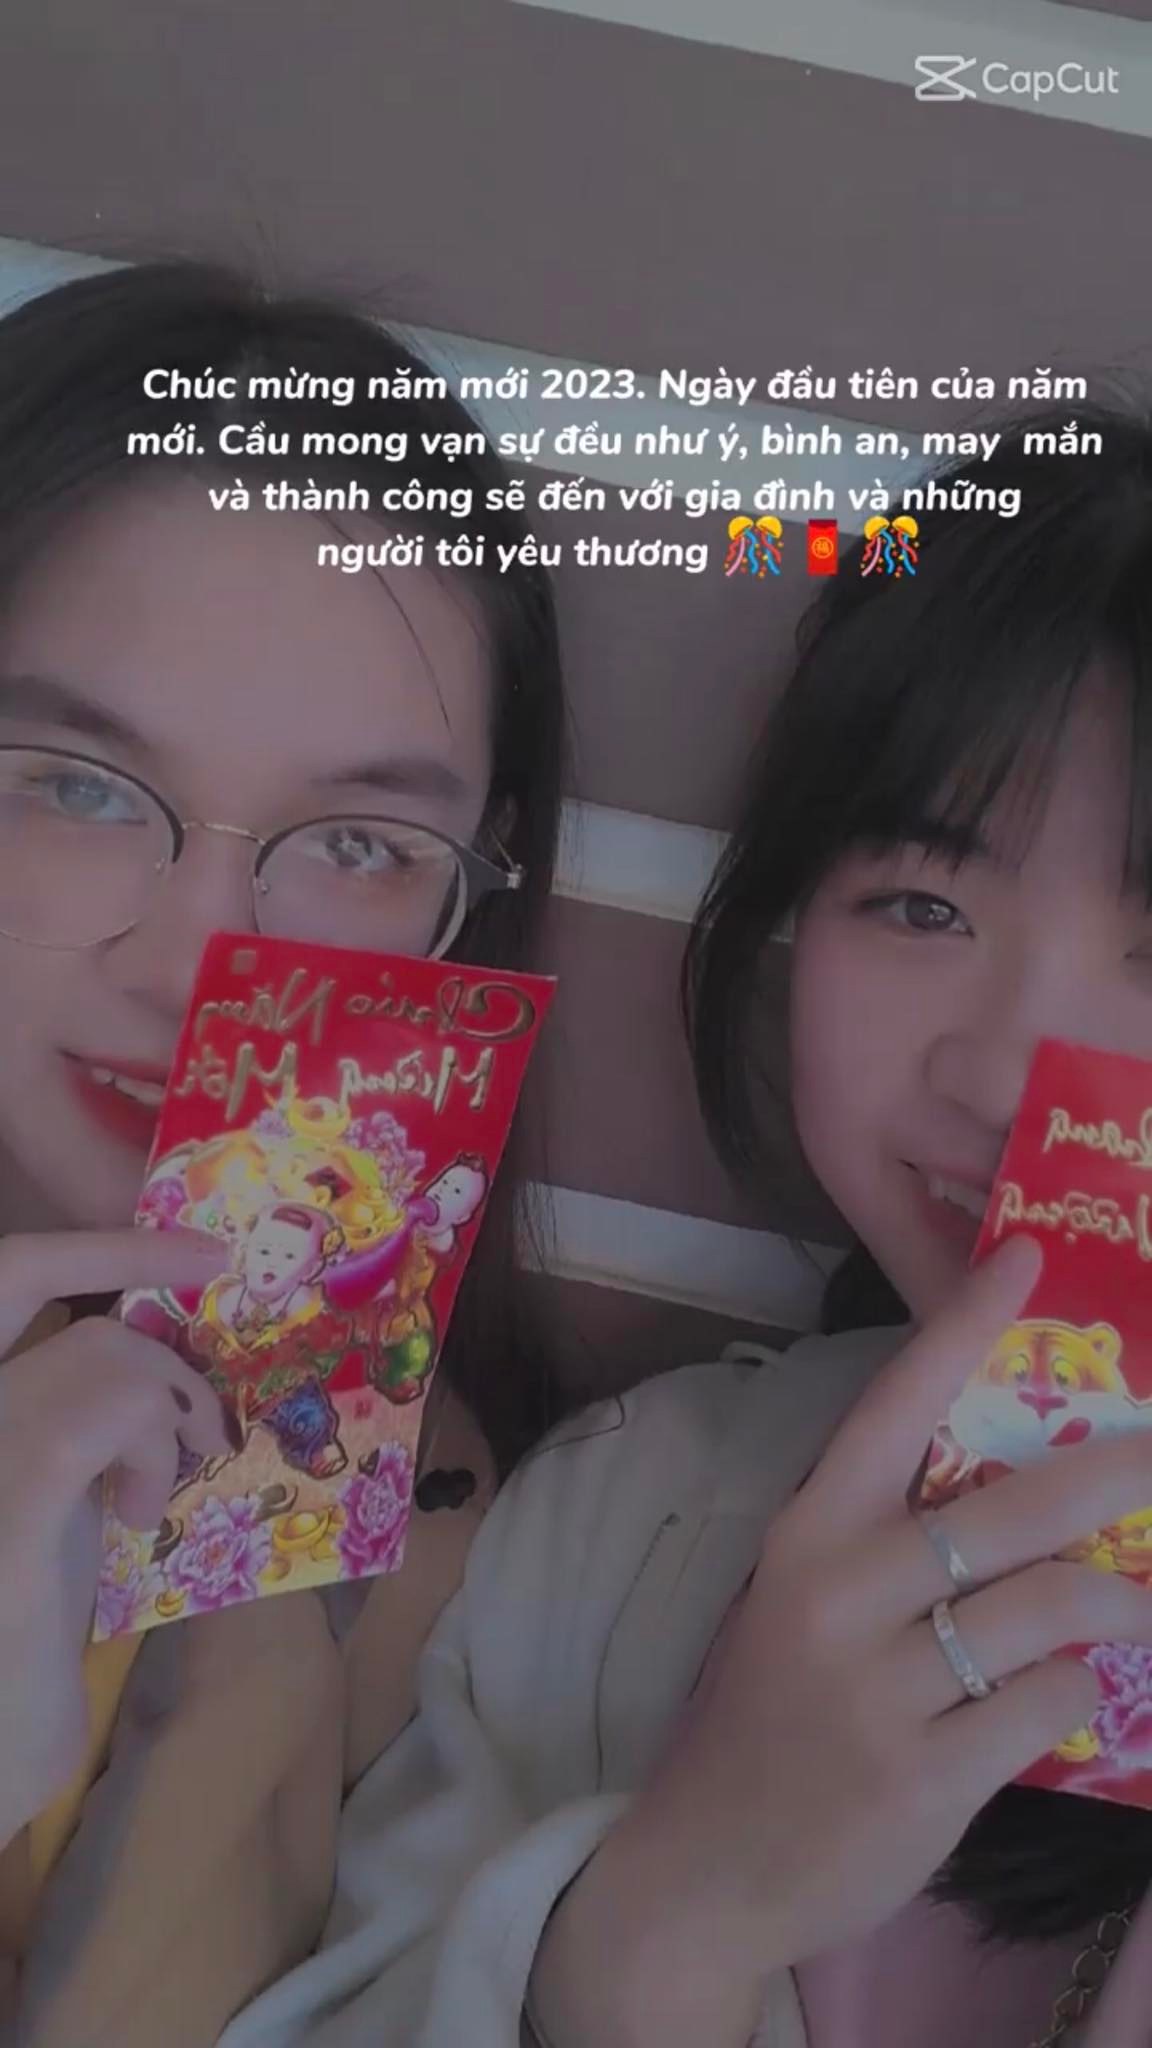 CapCut
Chúc mừng năm mới 2023. Ngày đầu tiên của năm
mới. Cầu mong vạn sự đều như ý, bình an, may  mắn
và thành công sẽ đến với gia đình và những
người tôi yêu thương 🎊 🧧 🎊
Chúc Năm
Mừng Mới